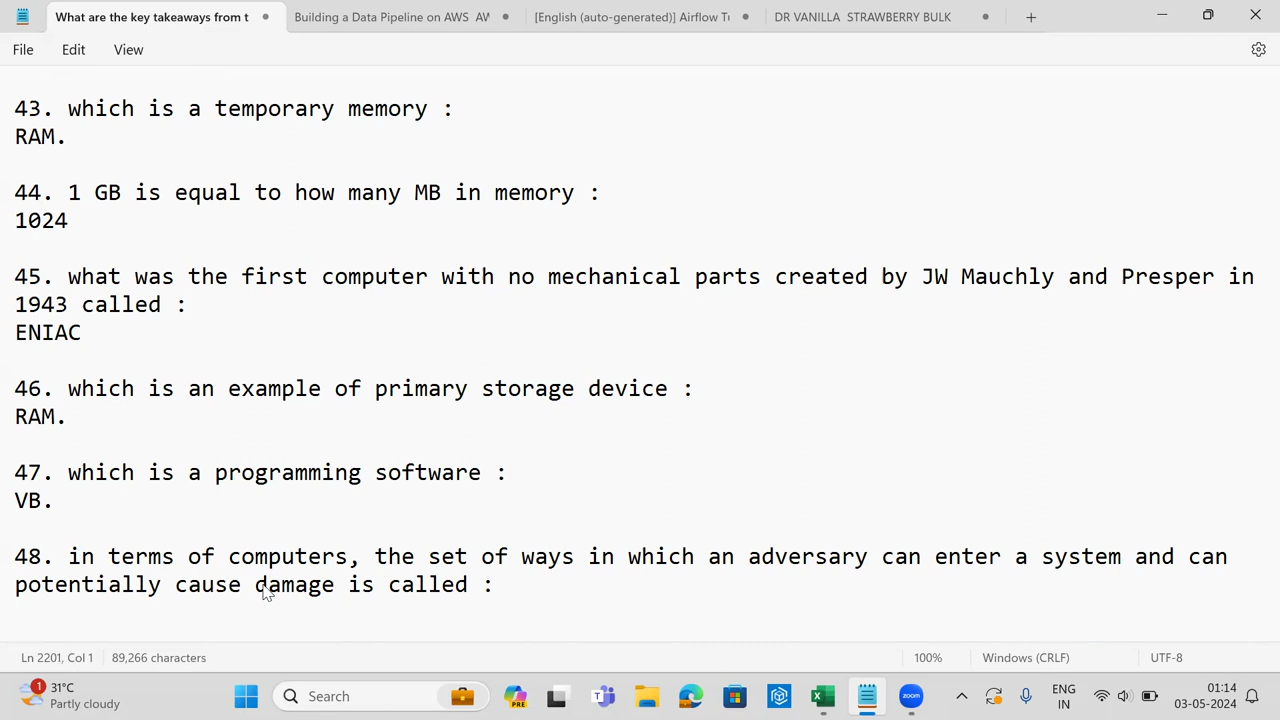 What are the key takeaways from t
Building a Data Pipeline on AWS AW
[English (auto-generated)] Airflow Tu
DR VANILLA STRAWBERRY BULK
File Edit View
43. which is a temporary memory :
RAM.
44. 1 GB is equal to how many MB in memory :
1024
45. what was the first computer with no mechanical parts created by JW Mauchly and Presper in
1943 called :
ENIAC
46. which is an example of primary storage device :
RAM.
47. which is a programming software :
VB.
48. in terms of computers, the set of ways in which an adversary can enter a system and can
potentially cause damage is called :
Ln 2201, Col 1 89,266 characters 100% Windows (CRLF) UTF-8
1
31°C
Partly cloudy
Search
PRE
zoom
ENG
IN
01:14
03-05-2024